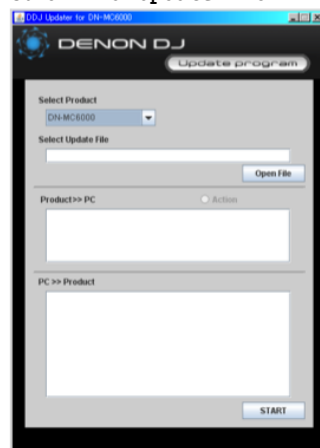 DDJ Updater for DN-MC6000
DENON DJ
Update program
Select Product
DN-MC6000
Select Update File
Open File
Product>> PC
Action
PC >> Product
START